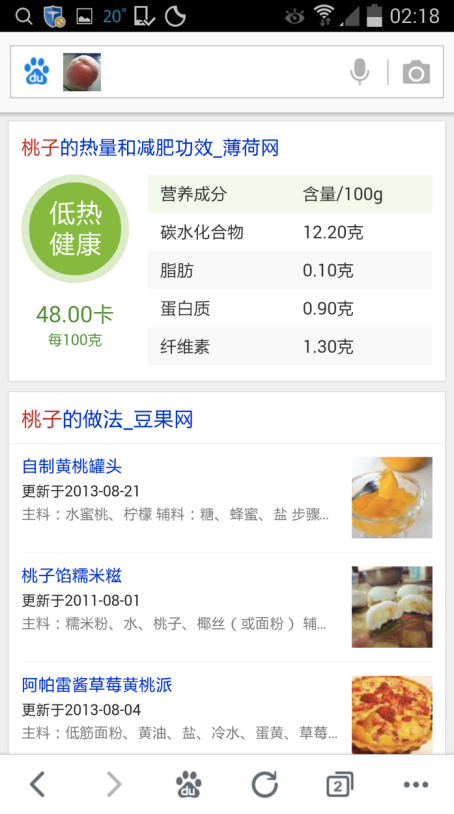 20° 02:18
du
桃子的热量和减肥功效_薄荷网
低热
健康
48.00卡
每100克
营养成分 含量/100g
碳水化合物 12.20克
脂肪 0.10克
蛋白质 0.90克
纤维素 1.30克
桃子的做法_豆果网
自制黄桃罐头
更新于2013-08-21
主料：水蜜桃、柠檬 辅料：糖、蜂蜜、盐 步骤...
桃子馅糯米糍
更新于2011-08-01
主料：糯米粉、水、桃子、椰丝（或面粉） 辅...
阿帕雷酱草莓黄桃派
更新于2013-08-04
主料：低筋面粉、黄油、盐、冷水、蛋黄、草莓...
du 2